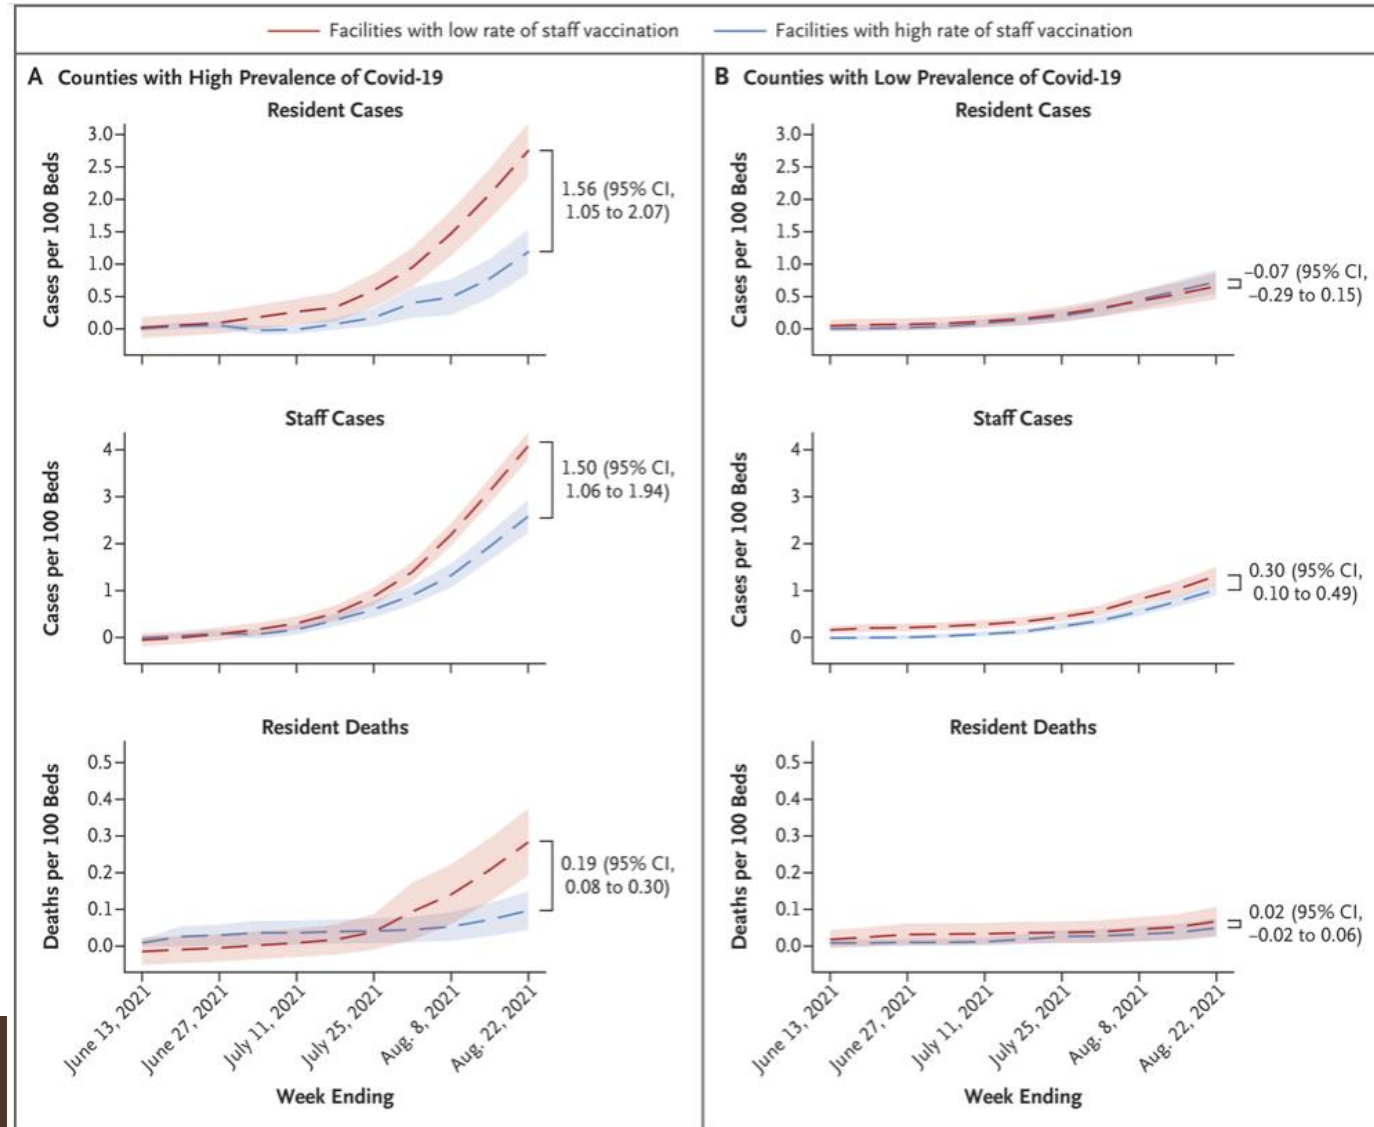 Facilities with low rate of staff vaccination
Facilities with high rate of staff vaccination
A Counties with High Prevalence of Covid-19
Resident Cases
Cases per 100 Beds
3.0
2.5
2.0
1.5
1.0
0.5
0.0
1.56 (95% CI,
1.05 to 2.07)
Staff Cases
Cases per 100 Beds
4
3
2
1
0
1.50 (95% CI,
1.06 to 1.94)
Resident Deaths
Deaths per 100 Beds
0.5
0.4
0.3
0.2
0.1
0.0
0.19 (95% CI,
0.08 to 0.30)
June 13, 2021
June 27, 2021
July 11, 2021
July 25, 2021
Aug. 8, 2021
Aug. 22, 2021
Week Ending
B Counties with Low Prevalence of Covid-19
Resident Cases
Cases per 100 Beds
3.0
2.5
2.0
1.5
1.0
0.5
0.0
−0.07 (95% CI,
−0.29 to 0.15)
Staff Cases
Cases per 100 Beds
4
3
2
1
0
0.30 (95% CI,
0.10 to 0.49)
Resident Deaths
Deaths per 100 Beds
0.5
0.4
0.3
0.2
0.1
0.0
0.02 (95% CI,
−0.02 to 0.06)
June 13, 2021
June 27, 2021
July 11, 2021
July 25, 2021
Aug. 8, 2021
Aug. 22, 2021
Week Ending